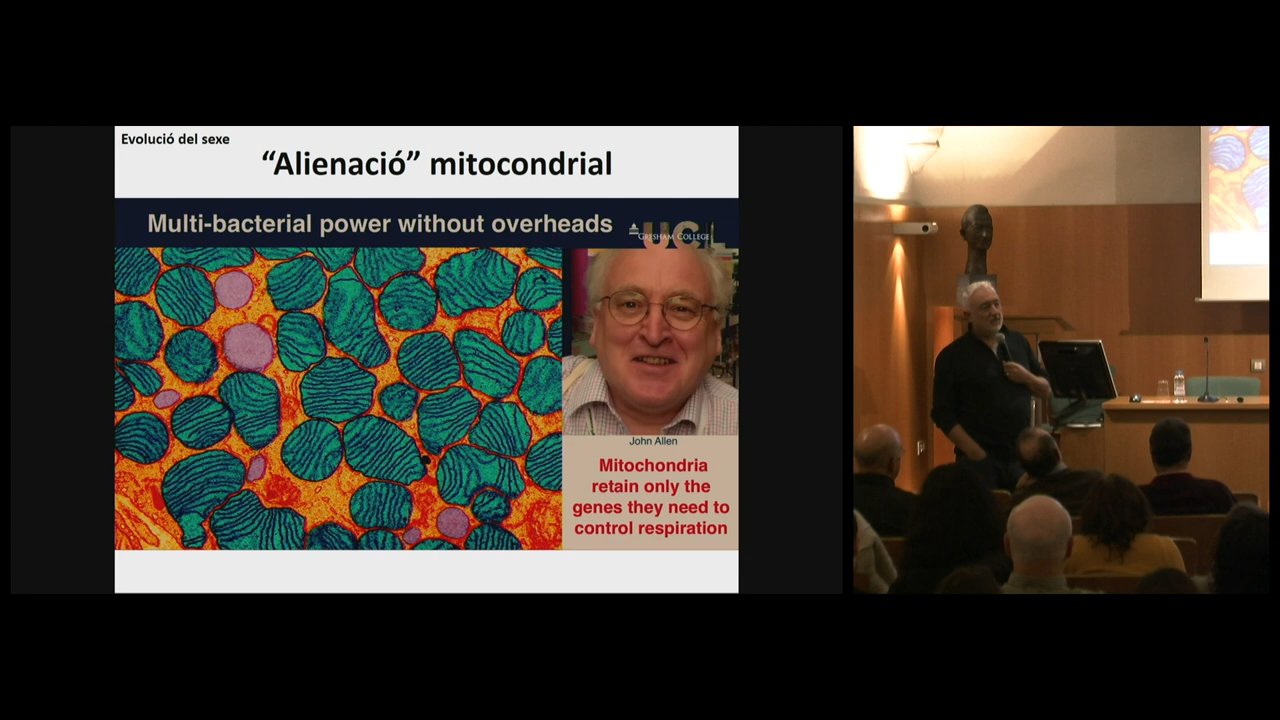 Evolució del sexe
“Alienació” mitocondrial
Multi-bacterial power without overheads
UCL
GRESHAM COLLEGE
John Allen
Mitochondria
retain only the
genes they need to
control respiration